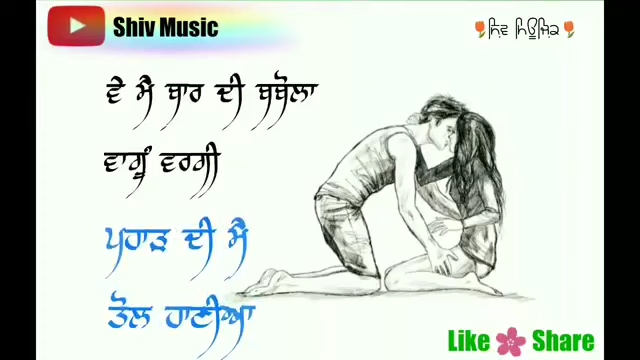 Shiv Music
🌷ਸ਼ਿਵ ਮਿਊਜ਼ਿਕ🌷
ਵੇ ਮੈਂ ਥਾਰ ਦੀ ਬਬੋਲਾ
ਵਾਂਗੂੰ ਵਰਗੀ
ਪਹਾੜ ਦੀ ਮੈਂ
ਤੋਲ ਹਾਣੀਆ
Like 🌸 Share